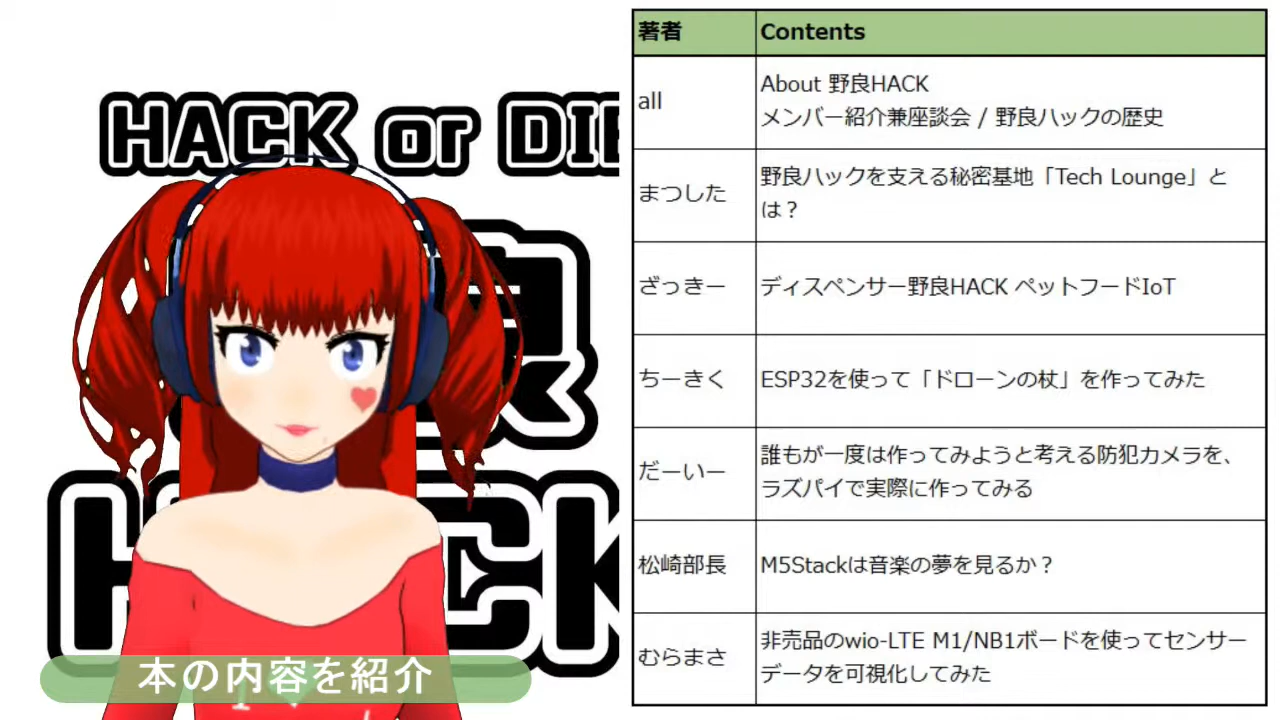 HACK or DIE
HACK
本の内容を紹介
著者 Contents
all
About 野良HACK
メンバー紹介兼座談会 / 野良ハックの歴史
まつした
野良ハックを支える秘密基地「Tech Lounge」と
は？
ざっきー
ディスペンサー野良HACK ペットフードIoT
ちーきく
ESP32を使って「ドローンの杖」を作ってみた
だーいー
誰もが一度は作ってみようと考える防犯カメラを、
ラズパイで実際に作ってみる
松崎部長
M5Stackは音楽の夢を見るか？
むらまさ
非売品のwio-LTE M1/NB1ボードを使ってセンサー
データを可視化してみた